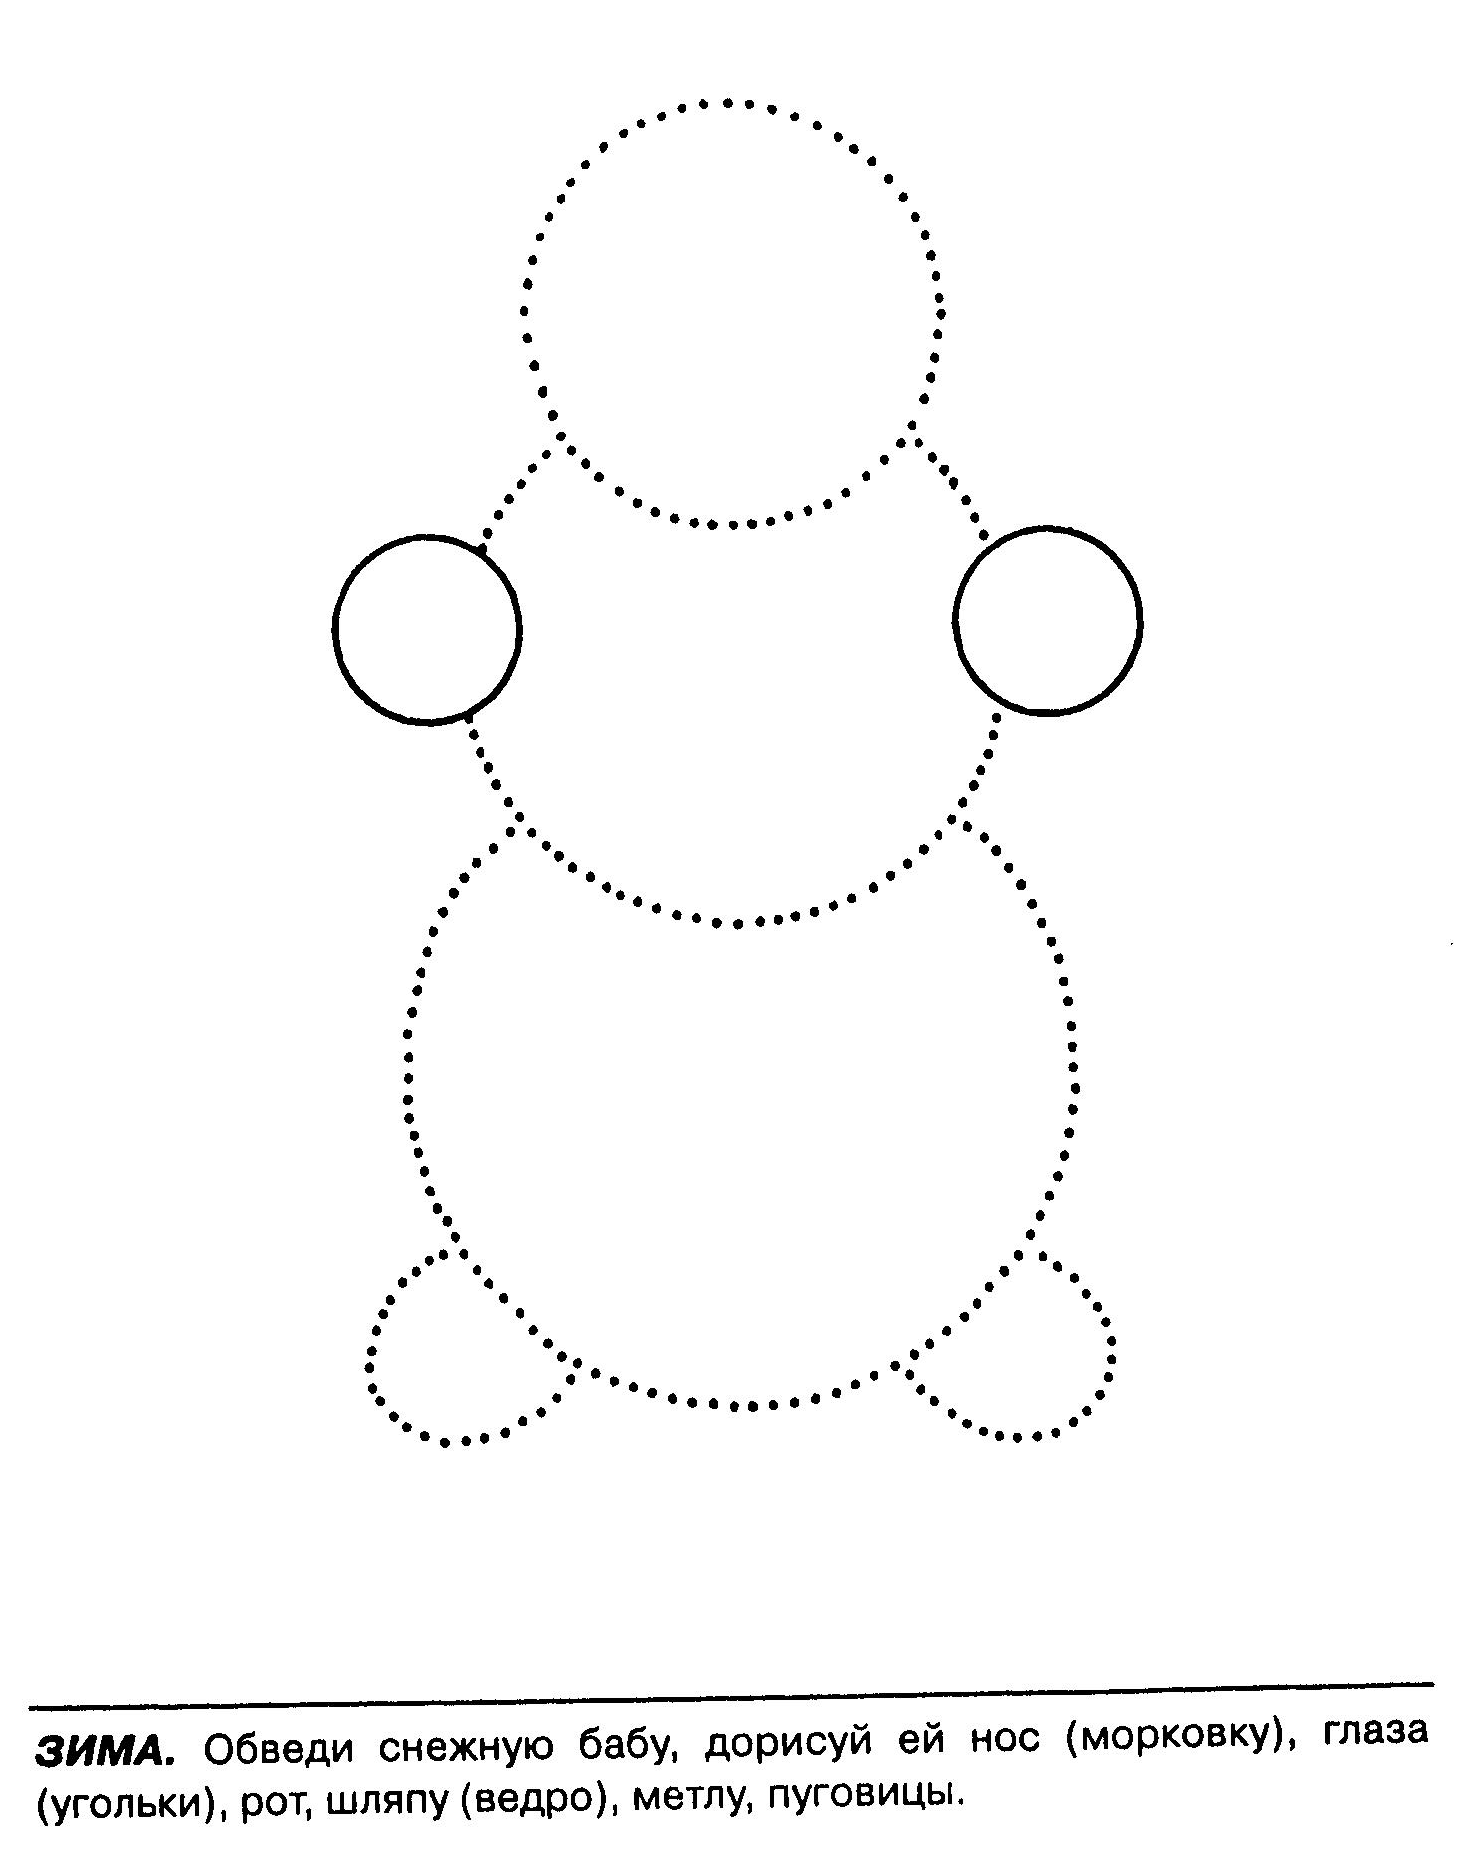 ЗИМА. Обведи снежную бабу, дорисуй ей нос (морковку), глаза
(угольки), рот, шляпу (ведро), метлу, пуговицы.